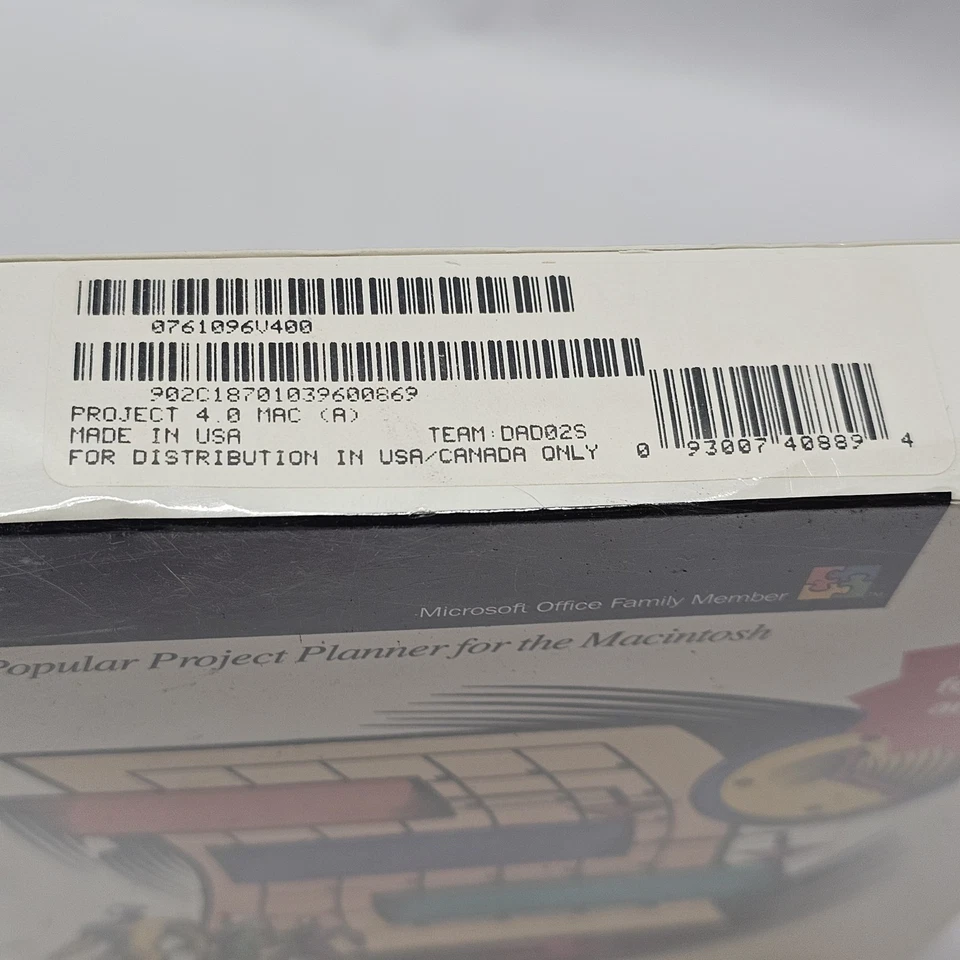 0761096V400
902C18701039600869
PROJECT 4.0 MAC (A)
MADE IN USA TEAM:DAD02S
FOR DISTRIBUTION IN USA/CANADA ONLY
0 93007 40889 4
Microsoft Office Family Member
Popular Project Planner for the Macintosh